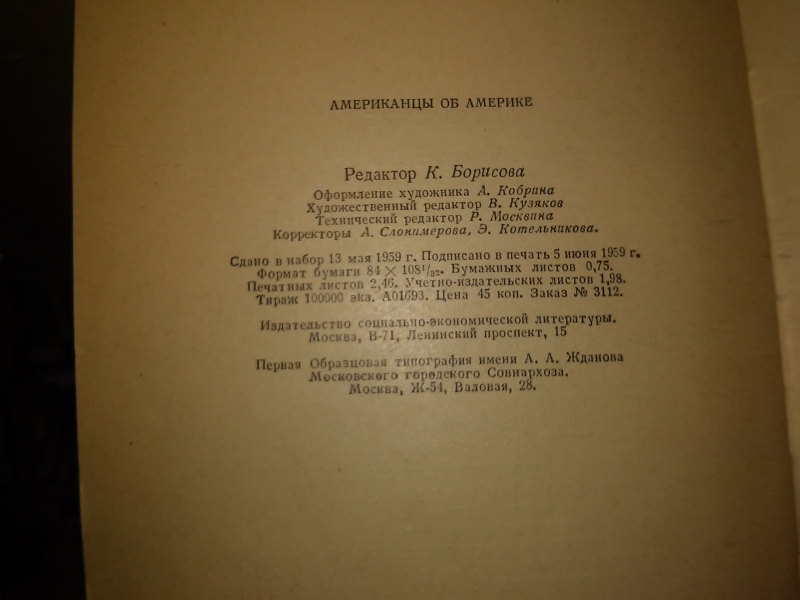 АМЕРИКАНЦЫ ОБ АМЕРИКЕ
Редактор К. Борисова
Оформление художника А. Кобрина
Художественный редактор В. Кузяков
Технический редактор Р. Москвина
Корректоры А. Слонимерова, Э. Котельникова.
Сдано в набор 13 мая 1959 г. Подписано в печать 5 июня 1959 г.
Формат бумаги 84 × 108¹/₃₂. Бумажных листов 0,75.
Печатных листов 2,46. Учетно-издательских листов 1,98.
Тираж 100000 экз. А01693. Цена 45 коп. Заказ № 3112.
Издательство социально-экономической литературы.
Москва, В-71, Ленинский проспект, 15
Первая Образцовая типография имени А. А. Жданова
Московского городского Совнархоза.
Москва, Ж-54, Валовая, 28.